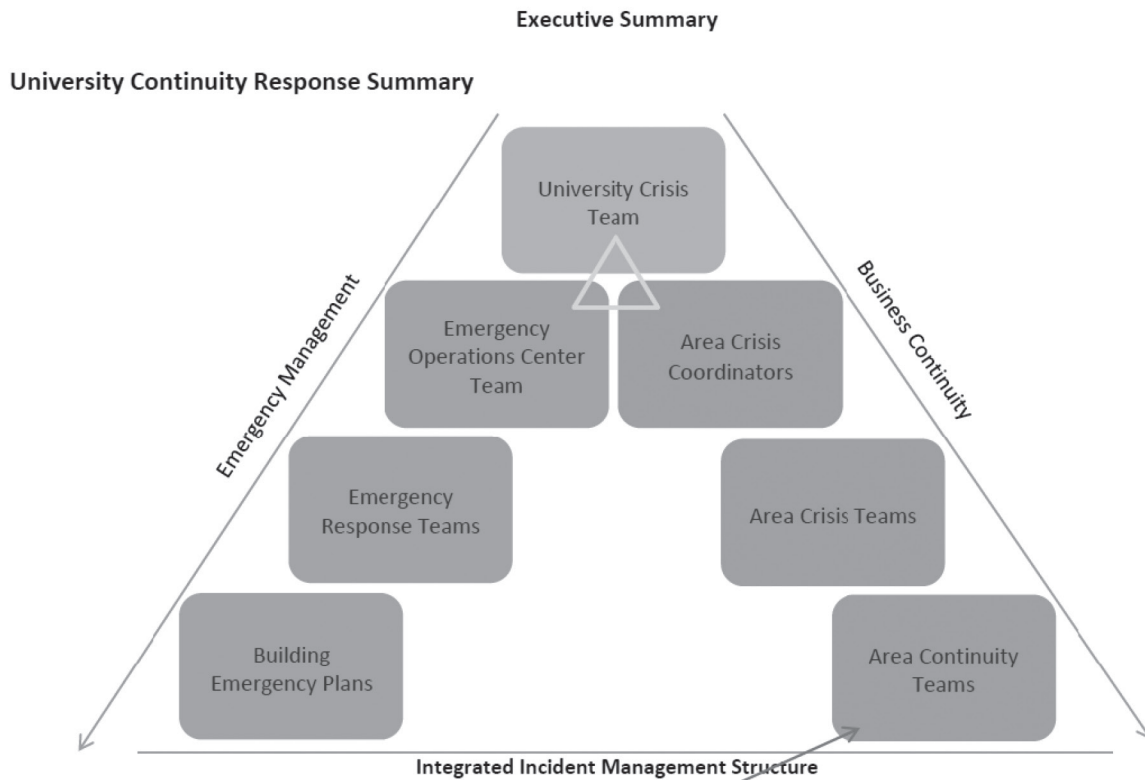 Executive Summary
University Continuity Response Summary
University Crisis
Team
Emergency Management
Business Continuity
Emergency
Operations Center
Team
Area Crisis
Coordinators
Emergency
Response Teams
Area Crisis Teams
Building
Emergency Plans
Area Continuity
Teams
Integrated Incident Management Structure